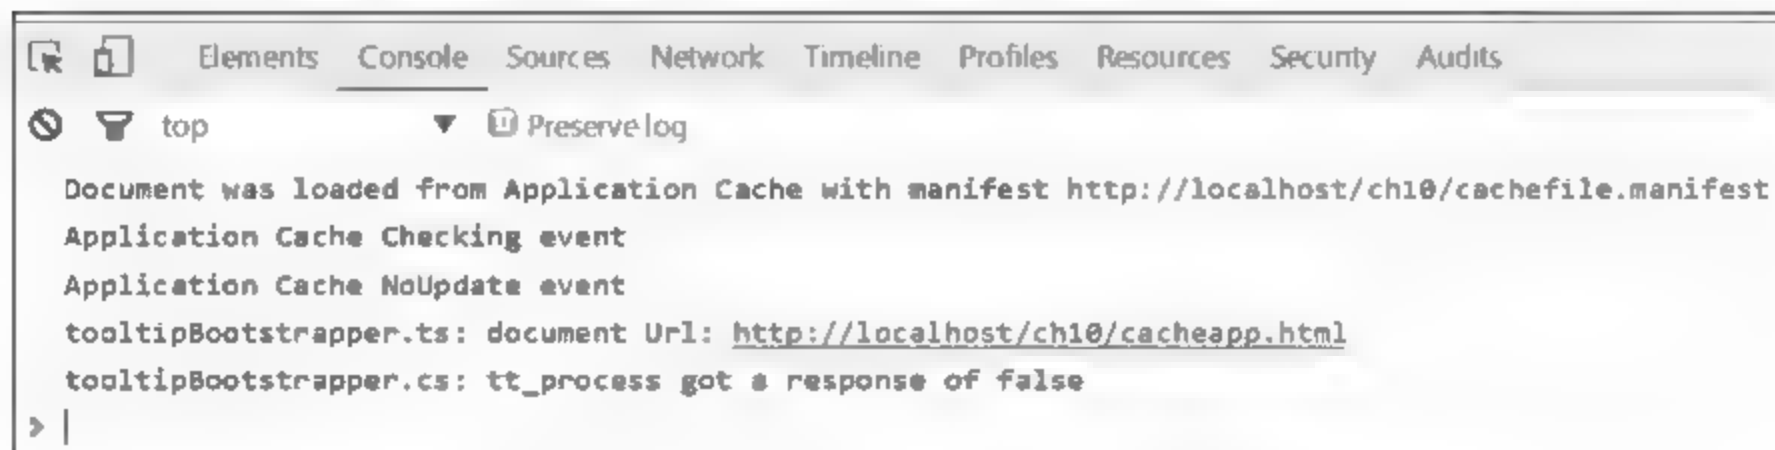 Elements Console Sources Network Timeline Profiles Resources Security Audits
top Preserve log
Document was loaded from Application Cache with manifest http://localhost/ch10/cachefile.manifest
Application Cache Checking event
Application Cache NoUpdate event
tooltipBootstrapper.ts: document Url: http://localhost/ch10/cacheapp.html
tooltipBootstrapper.cs: tt_process got a response of false